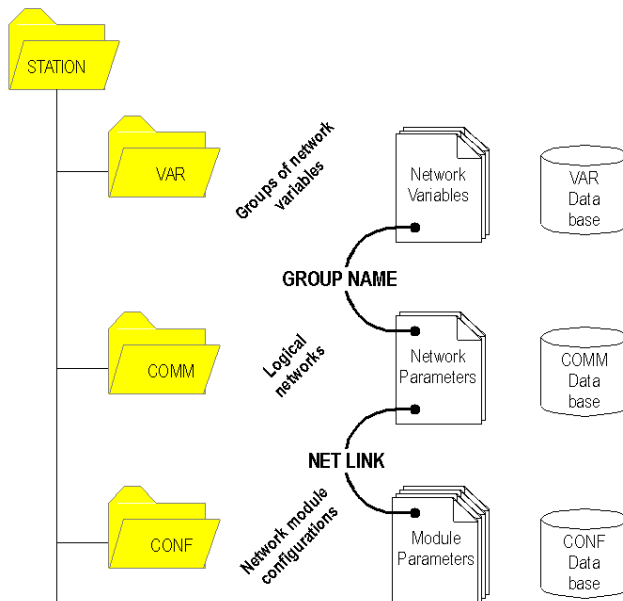 STATION
VAR
Groups of network
variables
Network
Variables
VAR
Data
base
GROUP NAME
COMM
Logical
networks
Network
Parameters
COMM
Data
base
NET LINK
CONF
Network module
configurations
Module
Parameters
CONF
Data
base